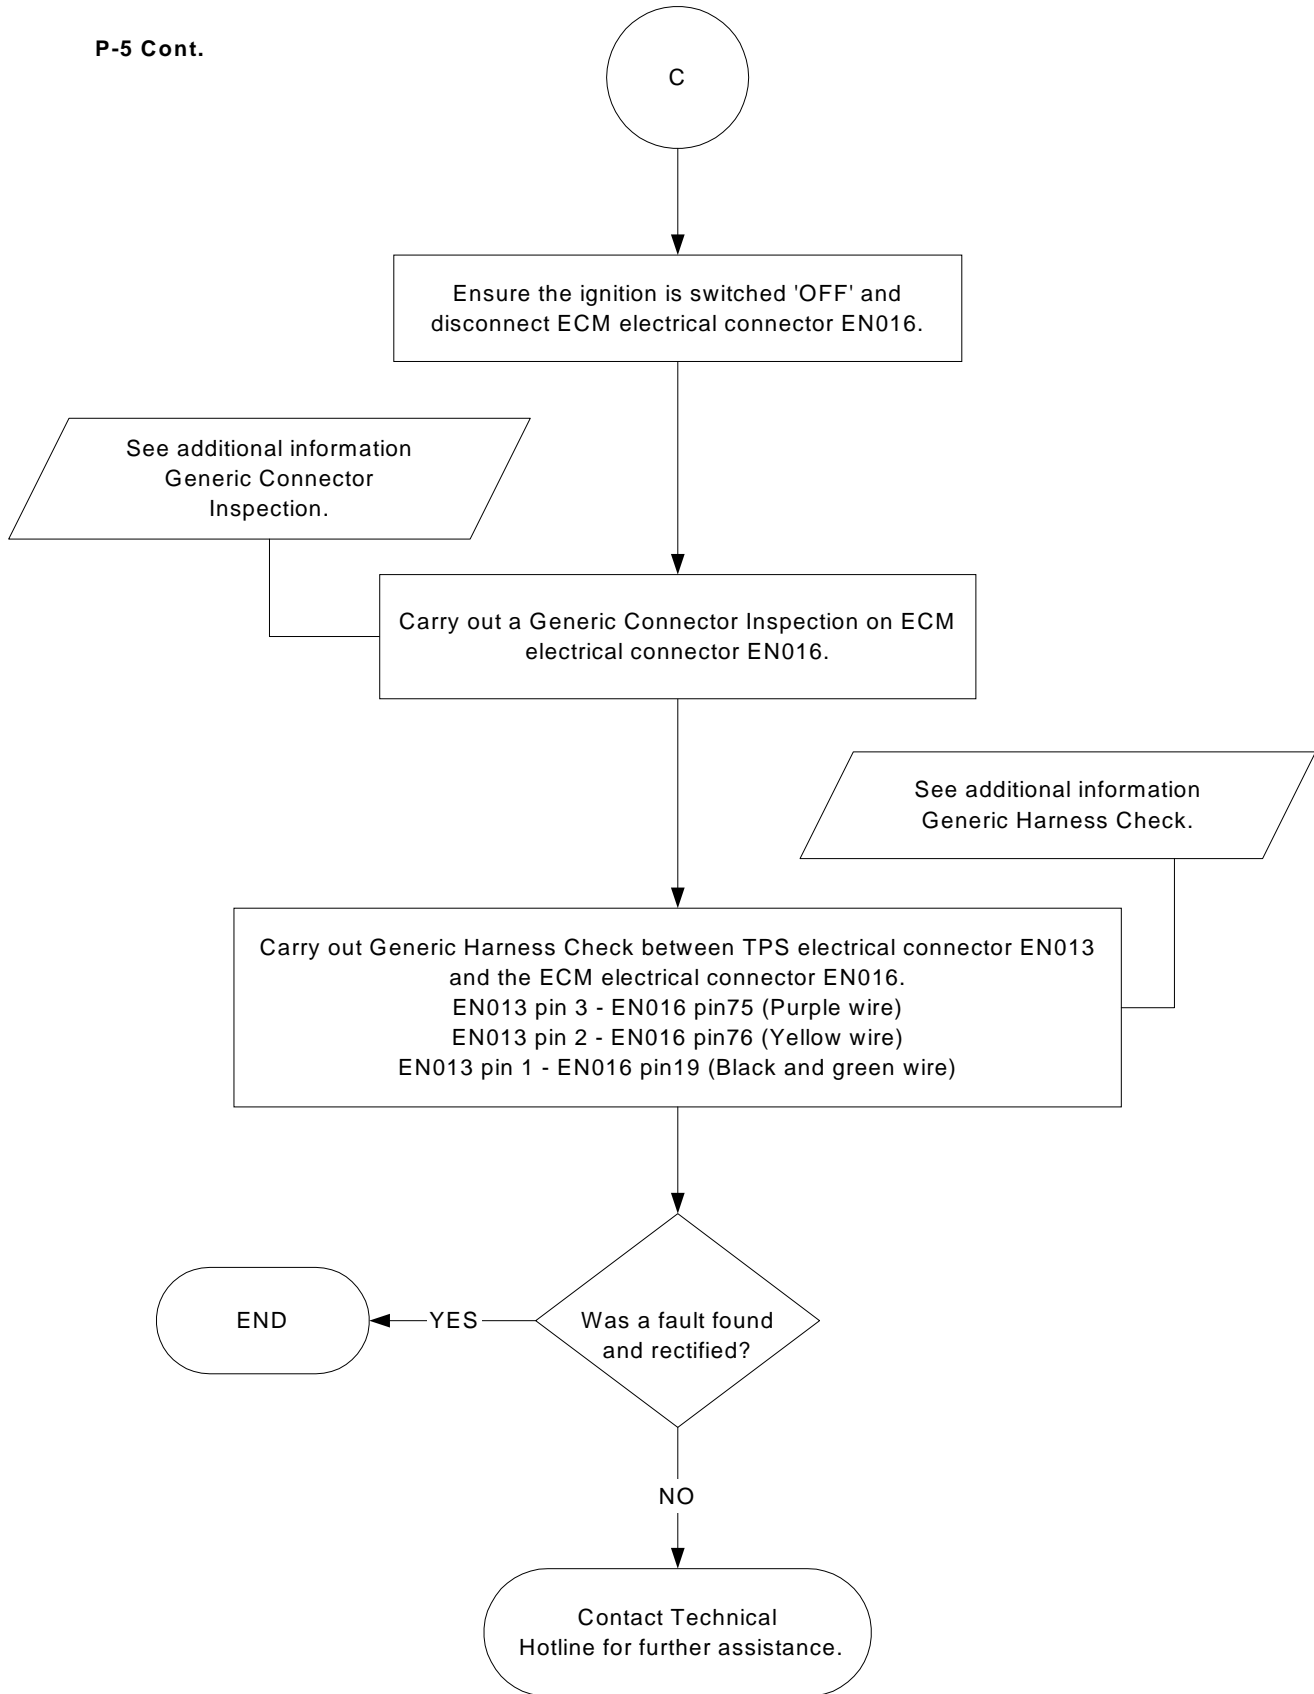 P-5 Cont.
C
Ensure the ignition is switched 'OFF' and
disconnect ECM electrical connector EN016.
See additional information
Generic Connector
Inspection.
Carry out a Generic Connector Inspection on ECM
electrical connector EN016.
See additional information
Generic Harness Check.
Carry out Generic Harness Check between TPS electrical connector EN013
and the ECM electrical connector EN016.
EN013 pin 3 - EN016 pin75 (Purple wire)
EN013 pin 2 - EN016 pin76 (Yellow wire)
EN013 pin 1 - EN016 pin19 (Black and green wire)
Was a fault found
and rectified?
YES
END
NO
Contact Technical
Hotline for further assistance.